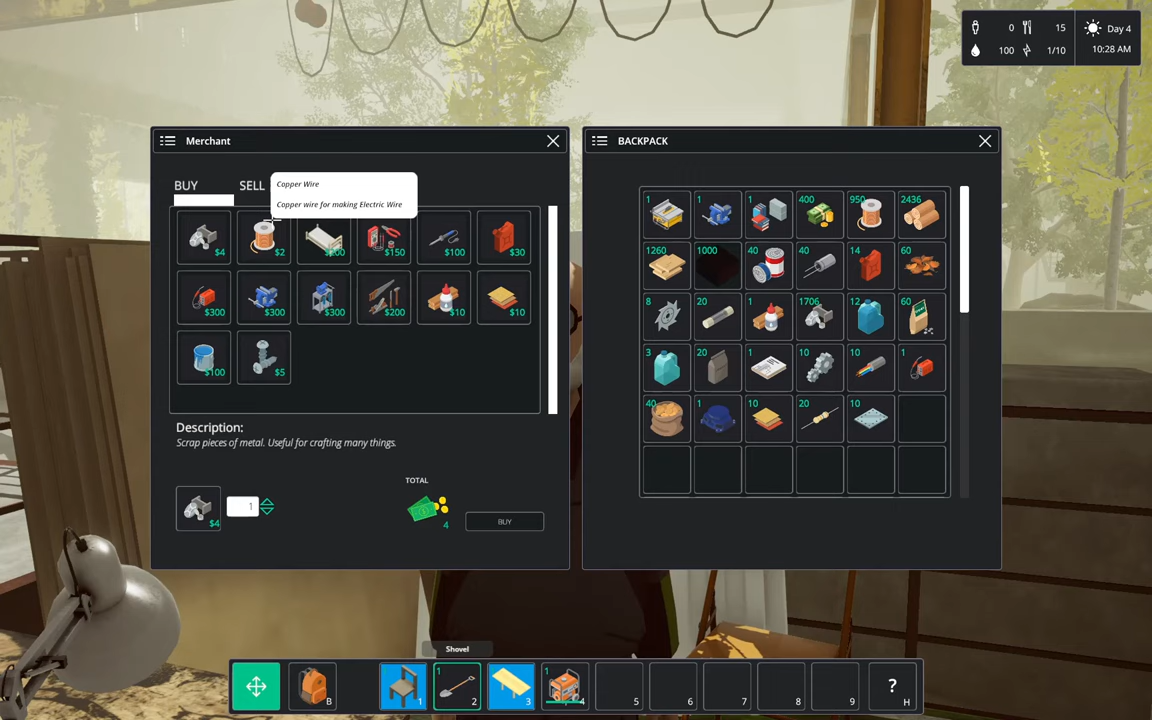 0 15 Day 4
100 1/10 10:28 AM
Merchant
BACKPACK
BUY SELL
Copper Wire
Copper wire for making Electric Wire
$4 $2 $150 $100 $30
$300 $300 $300 $200 $10 $10
$100 $5
1 1 1 400 950 2436
1260 1000 40 40 14 60
8 20 1 1706 12 60
3 20 1 10 10 1
40 1 10 20 10
Description:
Scrap pieces of metal. Useful for crafting many things.
TOTAL
$4 1 4 BUY
Shovel
B 1 1 2 3 1 4 5 6 7 8 9 ? H